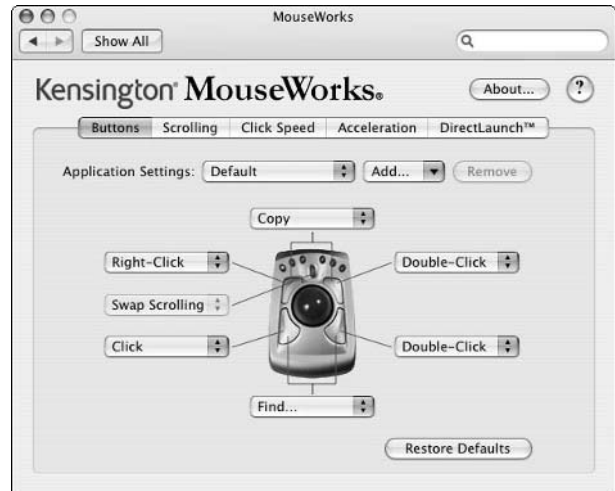 MouseWorks
Show All
Kensington® MouseWorks®
About...
?
Buttons Scrolling Click Speed Acceleration DirectLaunch™
Application Settings: Default Add... Remove
Copy
Right-Click Double-Click
Swap Scrolling
Click Double-Click
Find...
Restore Defaults